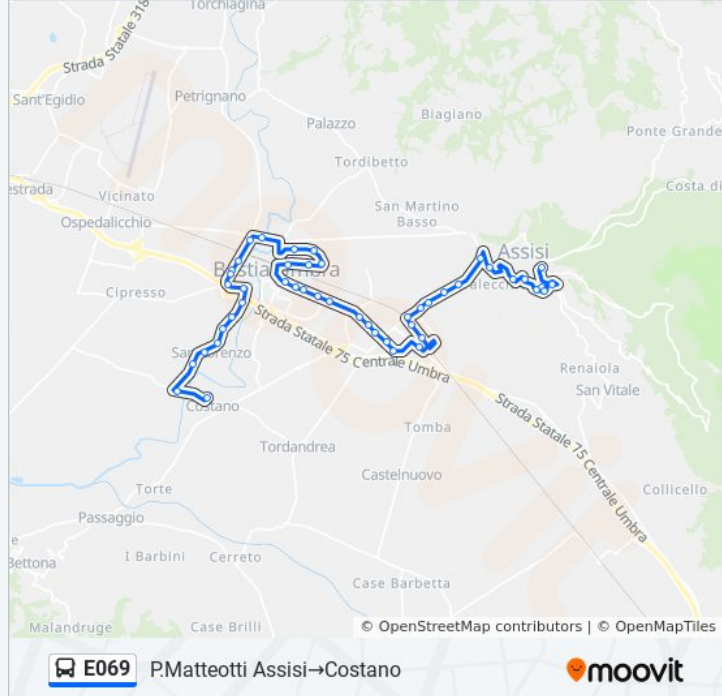 Torchiagina
Strada Statale 318
Sant'Egidio
Petrignano
Biagiano
Palazzo
Ponte Grande
Tordibetto
estrada
Vicinato
Costa di
San Martino
Basso
Ospedalicchio
Assisi
Bastia Umbra
Valecchi
Cipresso
Strada Statale 75 Centrale Umbra
San Lorenzo
Renaiola
San Vitale
Strada Statale 75 Centrale Umbra
Costano
Tomba
Tordandrea
Castelnuovo
Torte
Collicello
Passaggio
e
Bettona
I Barbini
Cerreto
Case Barbetta
Malandruge
Case Brilli
© OpenStreetMap contributors | © OpenMapTiles
E069 P.Matteotti Assisi→Costano
moovit